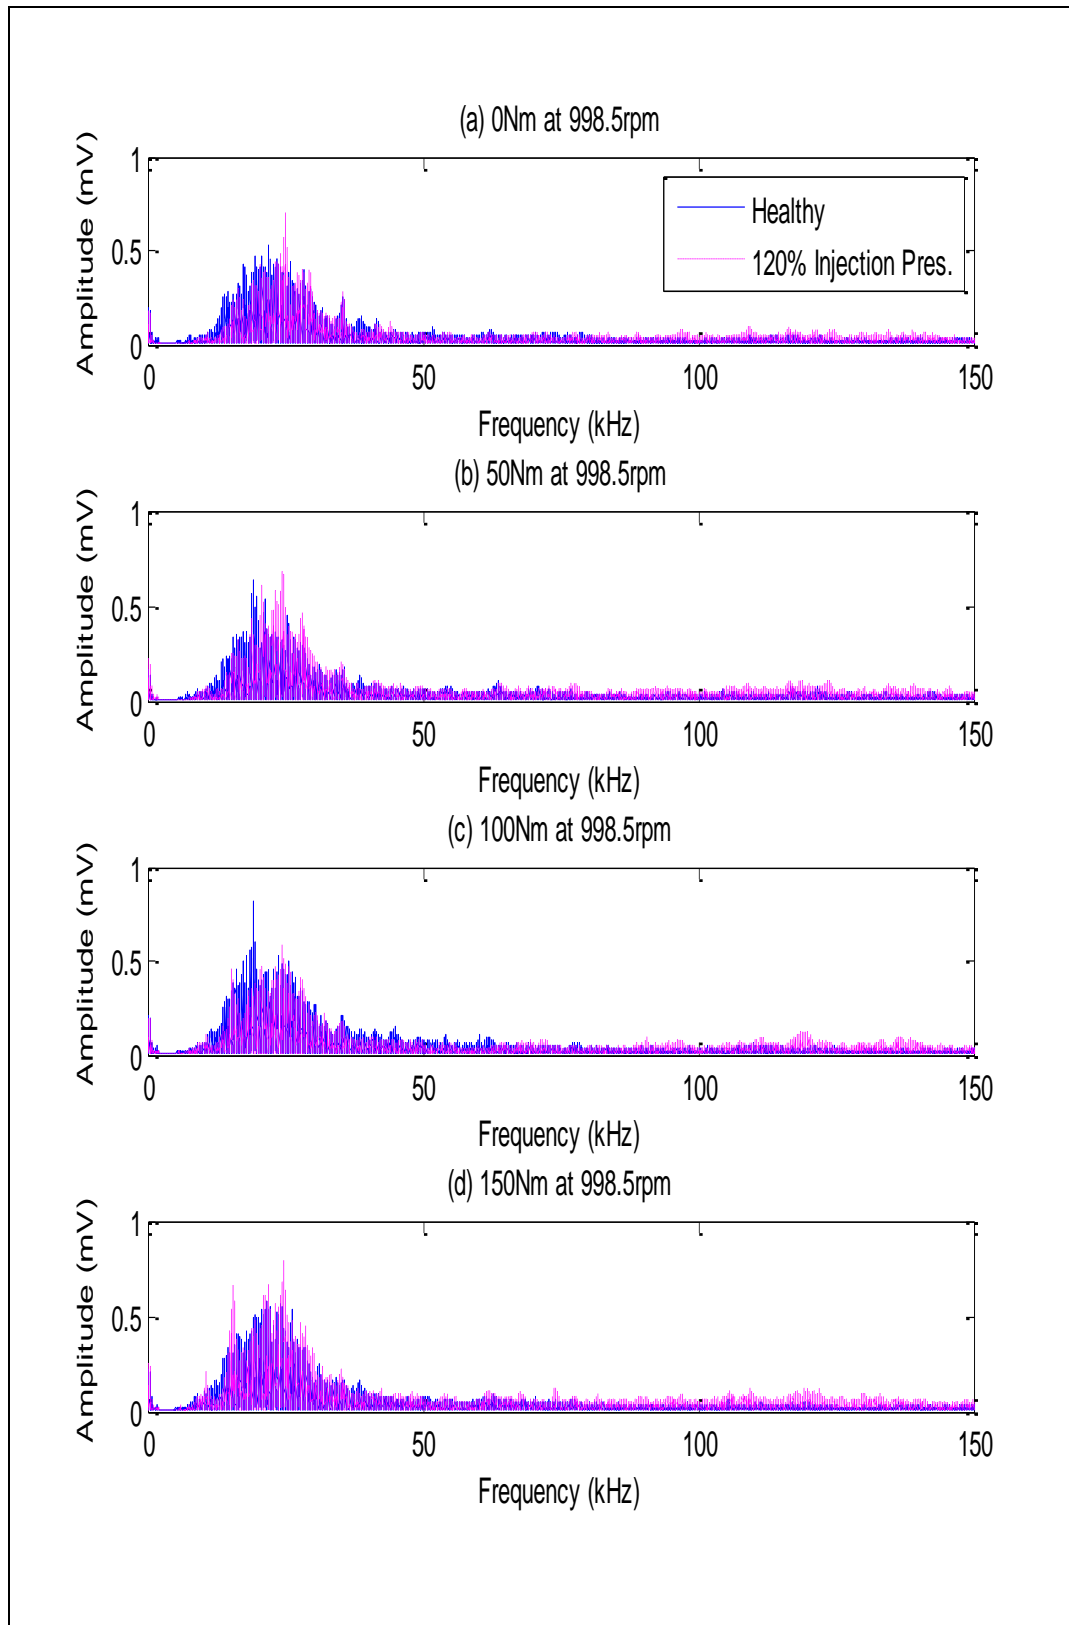 (a) 0Nm at 998.5rpm
Amplitude (mV)
1
0.5
0
Healthy
120% Injection Pres.
0 50 100 150
Frequency (kHz)
(b) 50Nm at 998.5rpm
Amplitude (mV)
1
0.5
0
0 50 100 150
Frequency (kHz)
(c) 100Nm at 998.5rpm
Amplitude (mV)
1
0.5
0
0 50 100 150
Frequency (kHz)
(d) 150Nm at 998.5rpm
Amplitude (mV)
1
0.5
0
0 50 100 150
Frequency (kHz)